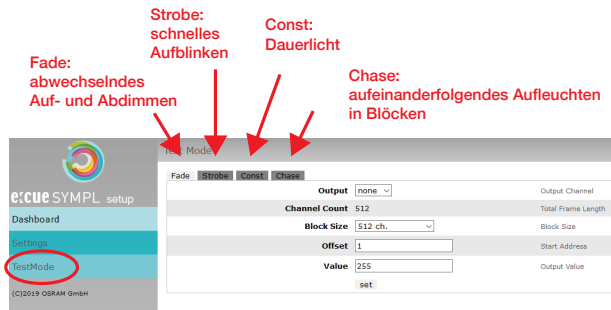 Strobe:
schnelles
Aufblinken
Const:
Dauerlicht
Fade:
abwechselndes
Auf- und Abdimmen
Chase:
aufeinanderfolgendes Aufleuchten
in Blöcken
Test Mode
e:cue SYMPL setup
Dashboard
Settings
TestMode
(C)2019 OSRAM GmbH
Fade Strobe Const Chase
Output none Output Channel
Channel Count 512 Total Frame Length
Block Size 512 ch. Block Size
Offset 1 Start Address
Value 255 Output Value
set